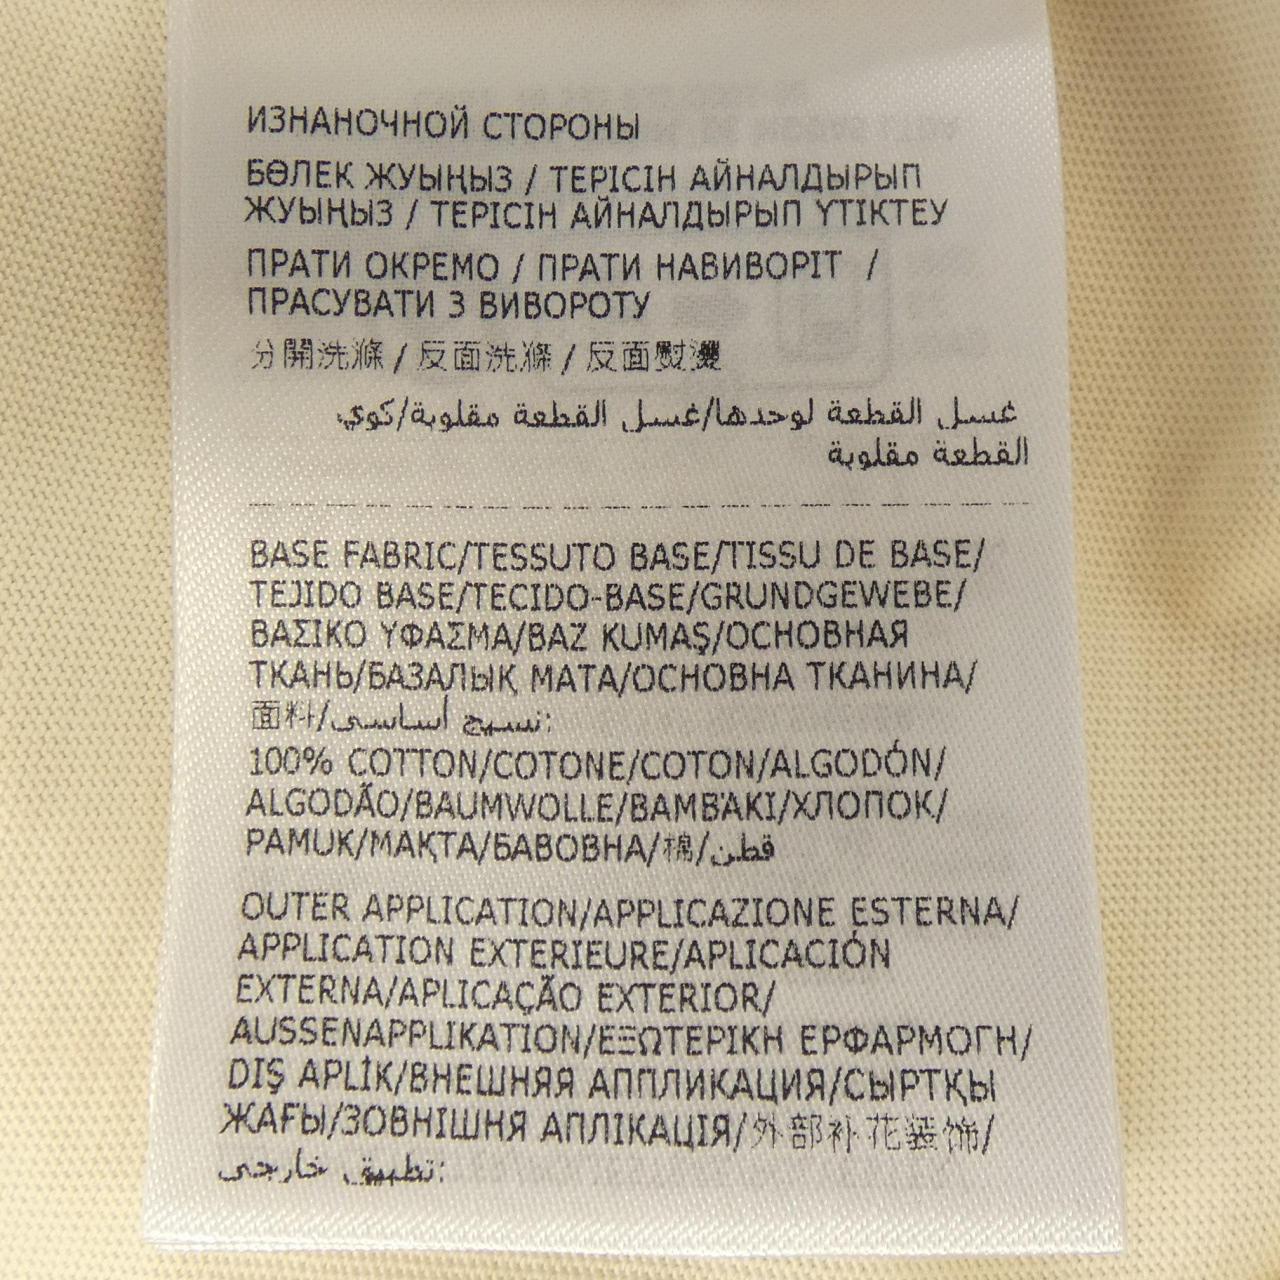 ИЗНАНОЧНОЙ СТОРОНЫ
БӨЛЕК ЖУЫҢЫЗ / ТЕРІСІН АЙНАЛДЫРЫП
ЖУЫҢЫЗ / ТЕРІСІН АЙНАЛДЫРЫП ҮТІКТЕУ
ПРАТИ ОКРЕМО / ПРАТИ НАВИВОРІТ /
ПРАСУВАТИ З ВИВОРОТУ
分開洗滌 / 反面洗滌 / 反面熨燙
غسل القطعة لوحدها/غسل القطعة مقلوبة/كوي
القطعة مقلوبة
BASE FABRIC/TESSUTO BASE/TISSU DE BASE/
TEJIDO BASE/TECIDO-BASE/GRUNDGEWEBE/
ΒΑΣΙΚΟ ΥΦΑΣΜΑ/BAZ KUMAŞ/ОСНОВНАЯ
ТКАНЬ/БАЗАЛЫҚ МАТА/ОСНОВНА ТКАНИНА/
面料/نسيج أساسي:
100% COTTON/COTONE/COTON/ALGODÓN/
ALGODÃO/BAUMWOLLE/ΒΑΜΒΆΚΙ/ХЛОПОК/
PAMUK/МАҚТА/БАВОВНА/棉/قطن
OUTER APPLICATION/APPLICAZIONE ESTERNA/
APPLICATION EXTERIEURE/APLICACIÓN
EXTERNA/APLICAÇÃO EXTERIOR/
AUSSENAPPLIKATION/ΕΞΩΤΕΡΙΚΗ ΕΡΦΑΡΜΟΓΗ/
DIŞ APLİK/ВНЕШНЯЯ АППЛИКАЦИЯ/СЫРТҚЫ
ЖАҒЫ/ЗОВНІШНЯ АПЛІКАЦІЯ/外部补花装饰/
تطبيق خارجي: